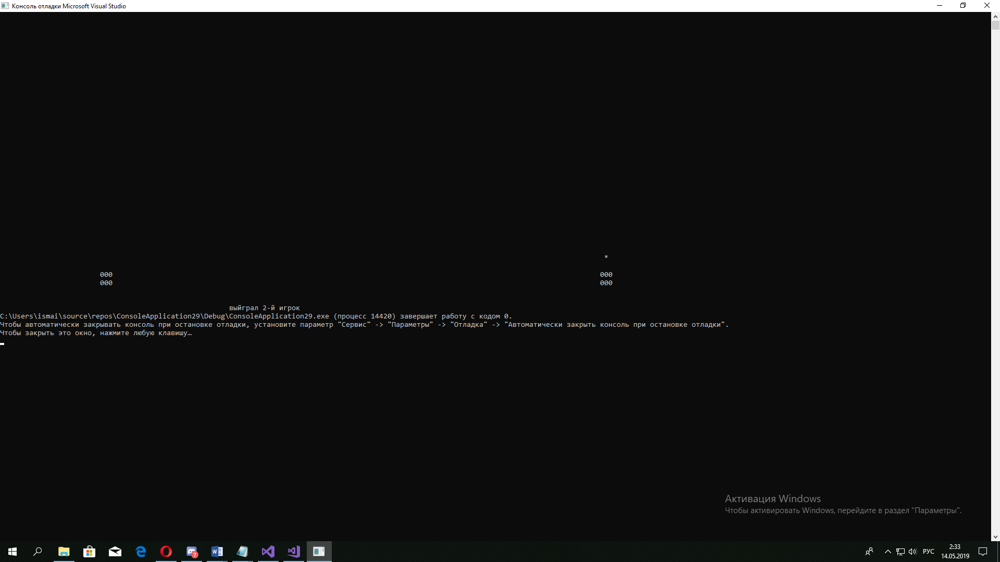 Консоль отладки Microsoft Visual Studio
*
000 000
000 000
выйграл 2-й игрок
C:\Users\ismai\source\repos\ConsoleApplication29\Debug\ConsoleApplication29.exe (процесс 14420) завершает работу с кодом 0.
Чтобы автоматически закрывать консоль при остановке отладки, установите параметр "Сервис" -> "Параметры" -> "Отладка" -> "Автоматически закрыть консоль при остановке отладки".
Чтобы закрыть это окно, нажмите любую клавишу…
Активация Windows
Чтобы активировать Windows, перейдите в раздел "Параметры".
7
РУС
2:33
14.05.2019